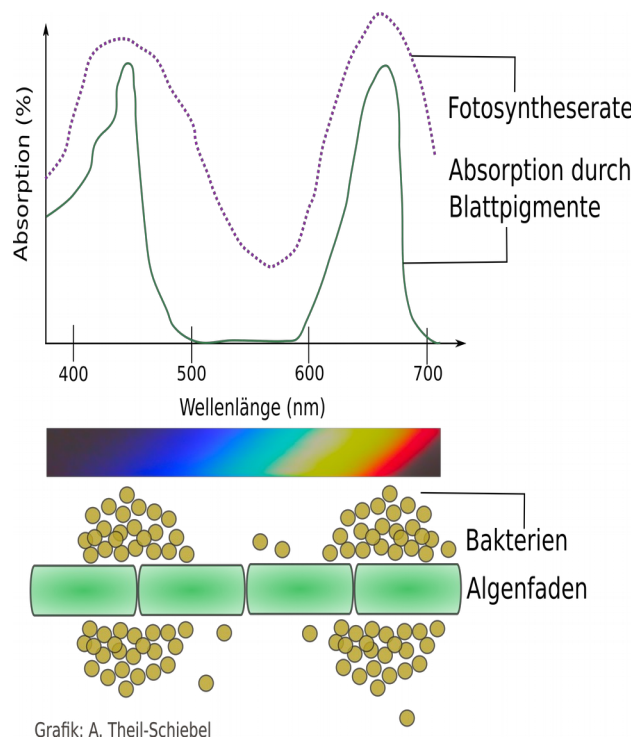 Absorption (%)
Fotosyntheserate
Absorption durch
Blattpigmente
400 500 600 700
Wellenlänge (nm)
Bakterien
Algenfaden
Grafik: A. Theil-Schiebel